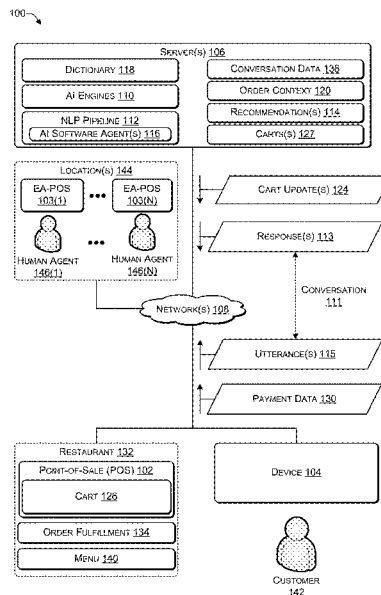 100
SERVER(S) 106
DICTIONARY 118
AI ENGINES 110
NLP PIPELINE 112
AI SOFTWARE AGENT(S) 116
CONVERSATION DATA 136
ORDER CONTEXT 120
RECOMMENDATION(S) 114
CARTS(S) 127
LOCATION(S) 144
EA-POS
103(1)
EA-POS
103(N)
HUMAN AGENT
146(1)
HUMAN AGENT
146(N)
CART UPDATE(S) 124
RESPONSE(S) 113
CONVERSATION
111
NETWORK(S) 108
UTTERANCE(S) 115
PAYMENT DATA 130
RESTAURANT 132
POINT-OF-SALE (POS) 102
CART 126
ORDER FULFILLMENT 134
MENU 140
DEVICE 104
CUSTOMER
142